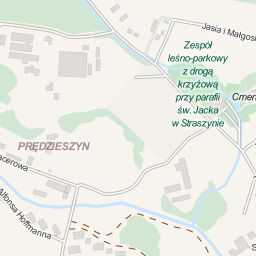 Jasia i Małgos
Zespół
leśno-parkowy
z drogą
krzyżową
przy parafii
św. Jacka
w Straszynie
Cmen
PRĘDZIESZYN
acerowa
Alfonsa Hoffmanna
S